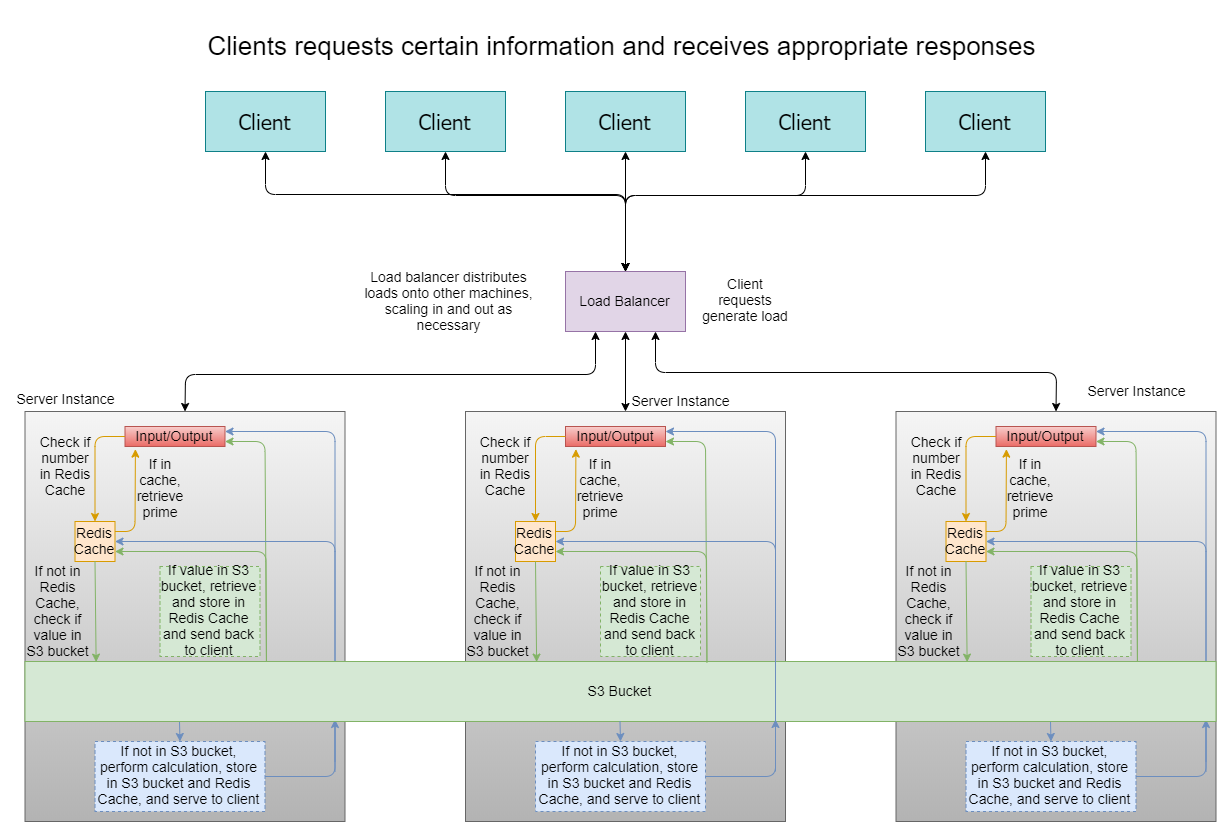 Clients requests certain information and receives appropriate responses
Client
Client
Client
Client
Client
Load balancer distributes
loads onto other machines,
scaling in and out as
necessary
Load Balancer
Client
requests
generate load
Server Instance
Input/Output
Check if
number
in Redis
Cache
If in
cache,
retrieve
prime
Redis
Cache
If not in
Redis
Cache,
check if
value in
S3 bucket
If value in S3
bucket, retrieve
and store in
Redis Cache
and send back
to client
Server Instance
Input/Output
Check if
number
in Redis
Cache
If in
cache,
retrieve
prime
Redis
Cache
If not in
Redis
Cache,
check if
value in
S3 bucket
If value in S3
bucket, retrieve
and store in
Redis Cache
and send back
to client
Server Instance
Input/Output
Check if
number
in Redis
Cache
If in
cache,
retrieve
prime
Redis
Cache
If not in
Redis
Cache,
check if
value in
S3 bucket
If value in S3
bucket, retrieve
and store in
Redis Cache
and send back
to client
S3 Bucket
If not in S3 bucket,
perform calculation, store
in S3 bucket and Redis
Cache, and serve to client
If not in S3 bucket,
perform calculation, store
in S3 bucket and Redis
Cache, and serve to client
If not in S3 bucket,
perform calculation, store
in S3 bucket and Redis
Cache, and serve to client